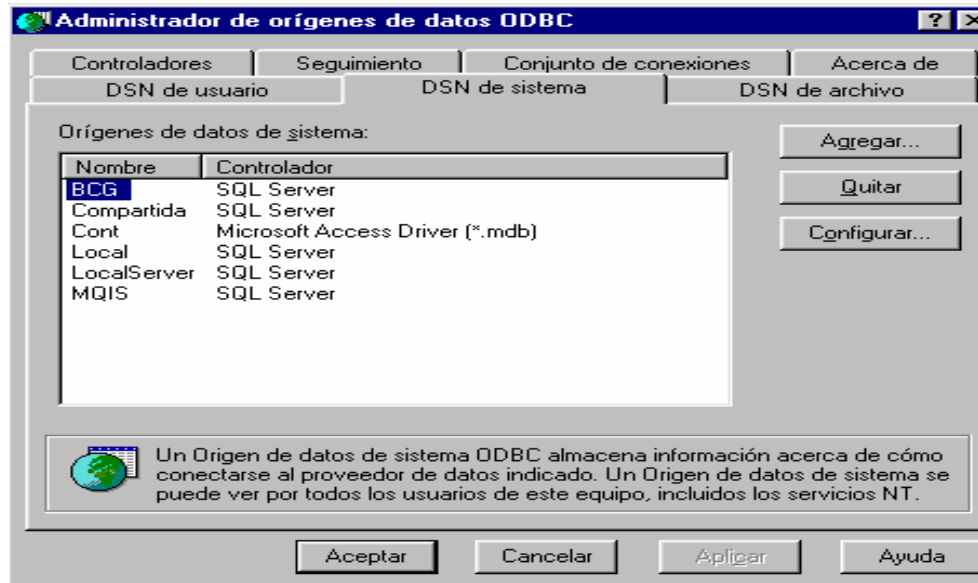 Administrador de orígenes de datos ODBC
Controladores Seguimiento Conjunto de conexiones Acerca de
DSN de usuario DSN de sistema DSN de archivo
Orígenes de datos de sistema:
Nombre Controlador
BCG SQL Server
Compartida SQL Server
Cont Microsoft Access Driver (*.mdb)
Local SQL Server
LocalServer SQL Server
MQIS SQL Server
Agregar...
Quitar
Configurar...
Un Origen de datos de sistema ODBC almacena información acerca de cómo
conectarse al proveedor de datos indicado. Un Origen de datos de sistema se
puede ver por todos los usuarios de este equipo, incluidos los servicios NT.
Aceptar Cancelar Aplicar Ayuda